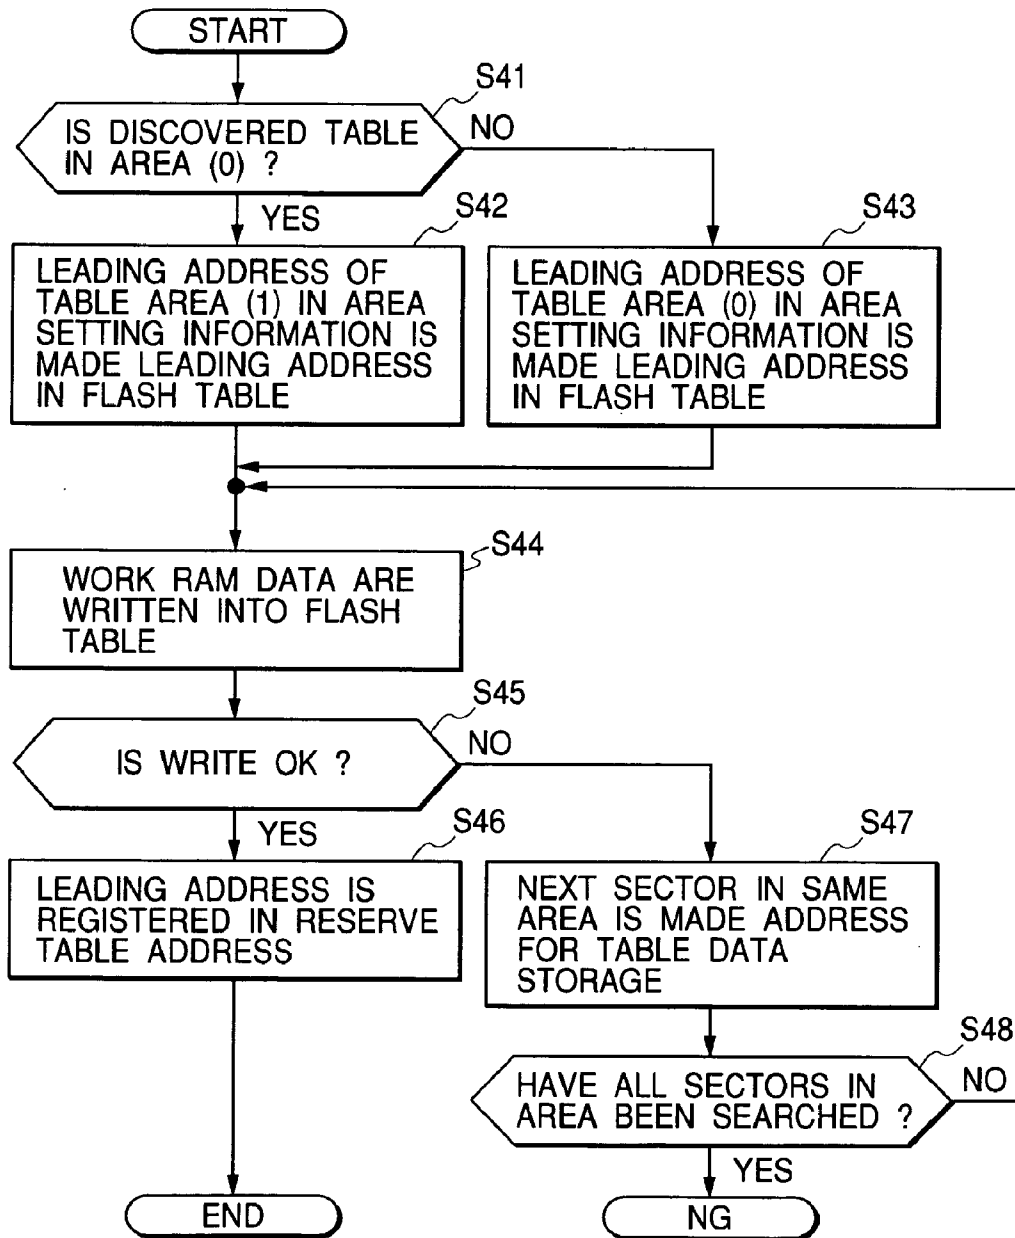 START
S41
IS DISCOVERED TABLE
IN AREA (0) ?
NO
YES
S42
LEADING ADDRESS OF
TABLE AREA (1) IN AREA
SETTING INFORMATION IS
MADE LEADING ADDRESS
IN FLASH TABLE
S43
LEADING ADDRESS OF
TABLE AREA (0) IN AREA
SETTING INFORMATION IS
MADE LEADING ADDRESS
IN FLASH TABLE
S44
WORK RAM DATA ARE
WRITTEN INTO FLASH
TABLE
S45
IS WRITE OK ?
NO
YES
S46
LEADING ADDRESS IS
REGISTERED IN RESERVE
TABLE ADDRESS
S47
NEXT SECTOR IN SAME
AREA IS MADE ADDRESS
FOR TABLE DATA
STORAGE
S48
HAVE ALL SECTORS IN
AREA BEEN SEARCHED ?
NO
YES
END
NG